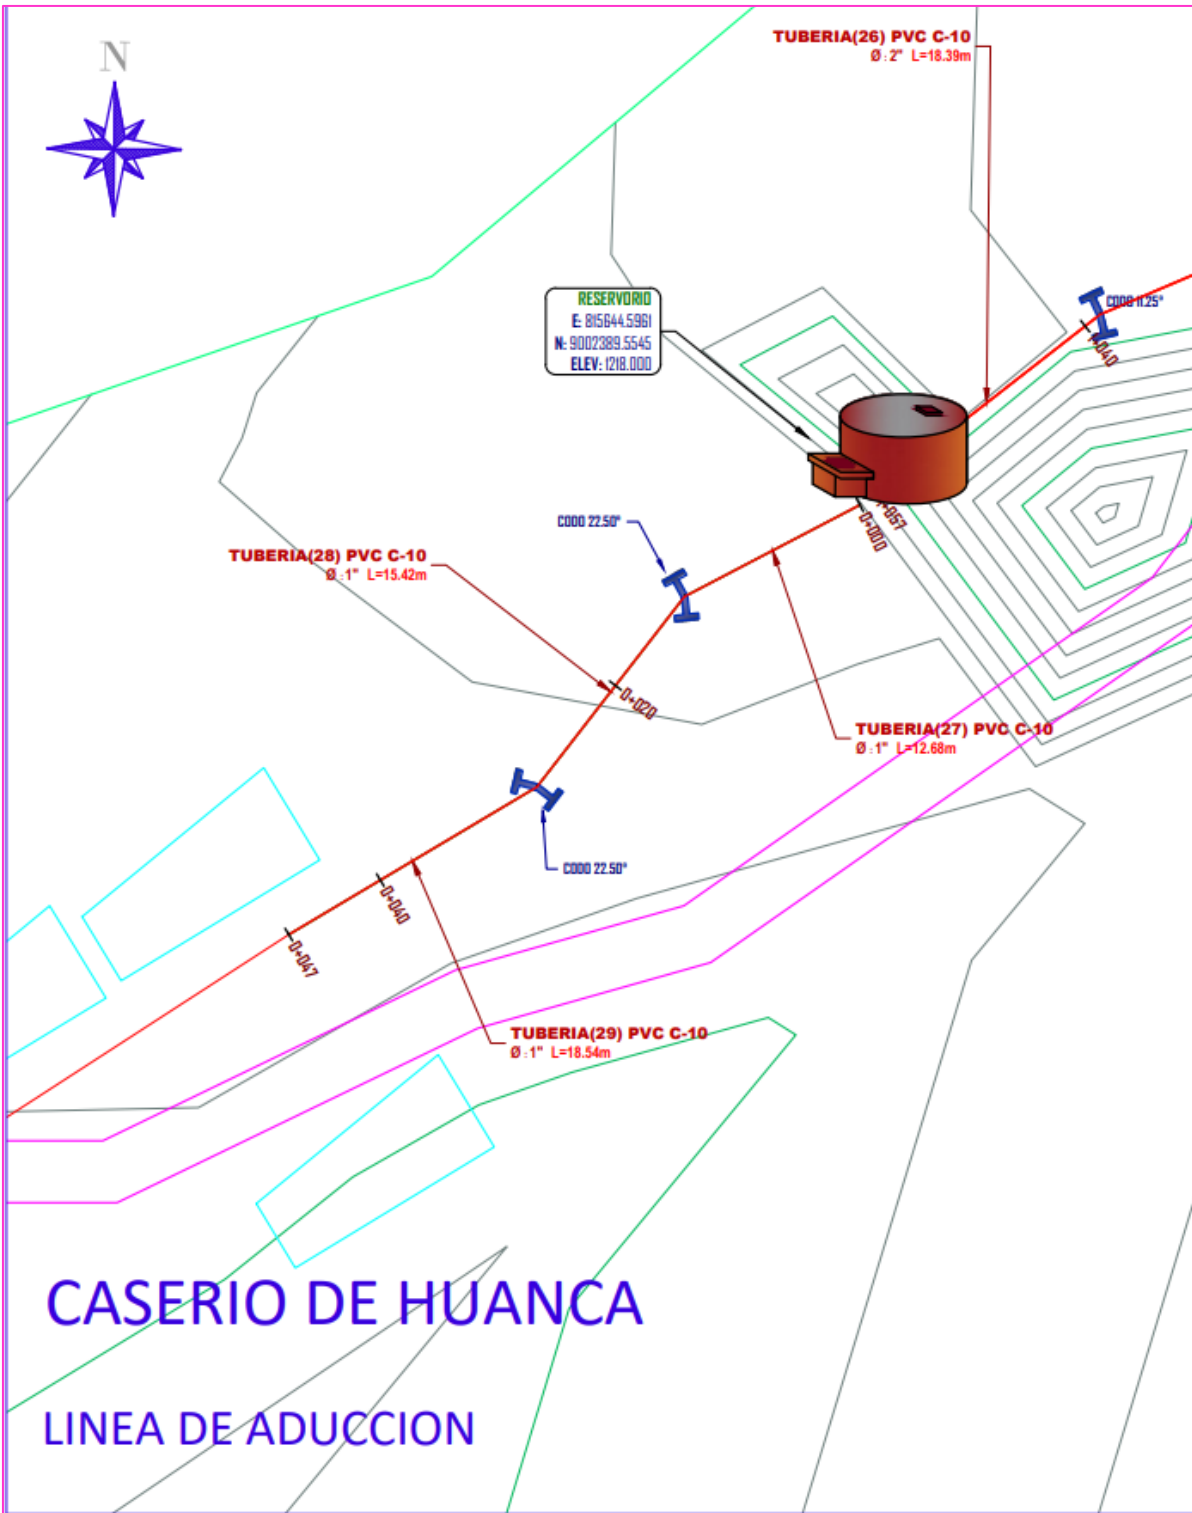 N
TUBERIA(26) PVC C-10
Ø : 2" L=18.39m
RESERVORIO
E: 815644.5961
N: 9002389.5545
ELEV: 1218.000
CODO 11.25°
1+040
1+057
0+000
CODO 22.50°
TUBERIA(28) PVC C-10
Ø : 1" L=15.42m
0+020
TUBERIA(27) PVC C-10
Ø : 1" L=12.68m
CODO 22.50°
0+040
0+047
TUBERIA(29) PVC C-10
Ø : 1" L=18.54m
CASERIO DE HUANCA
LINEA DE ADUCCION